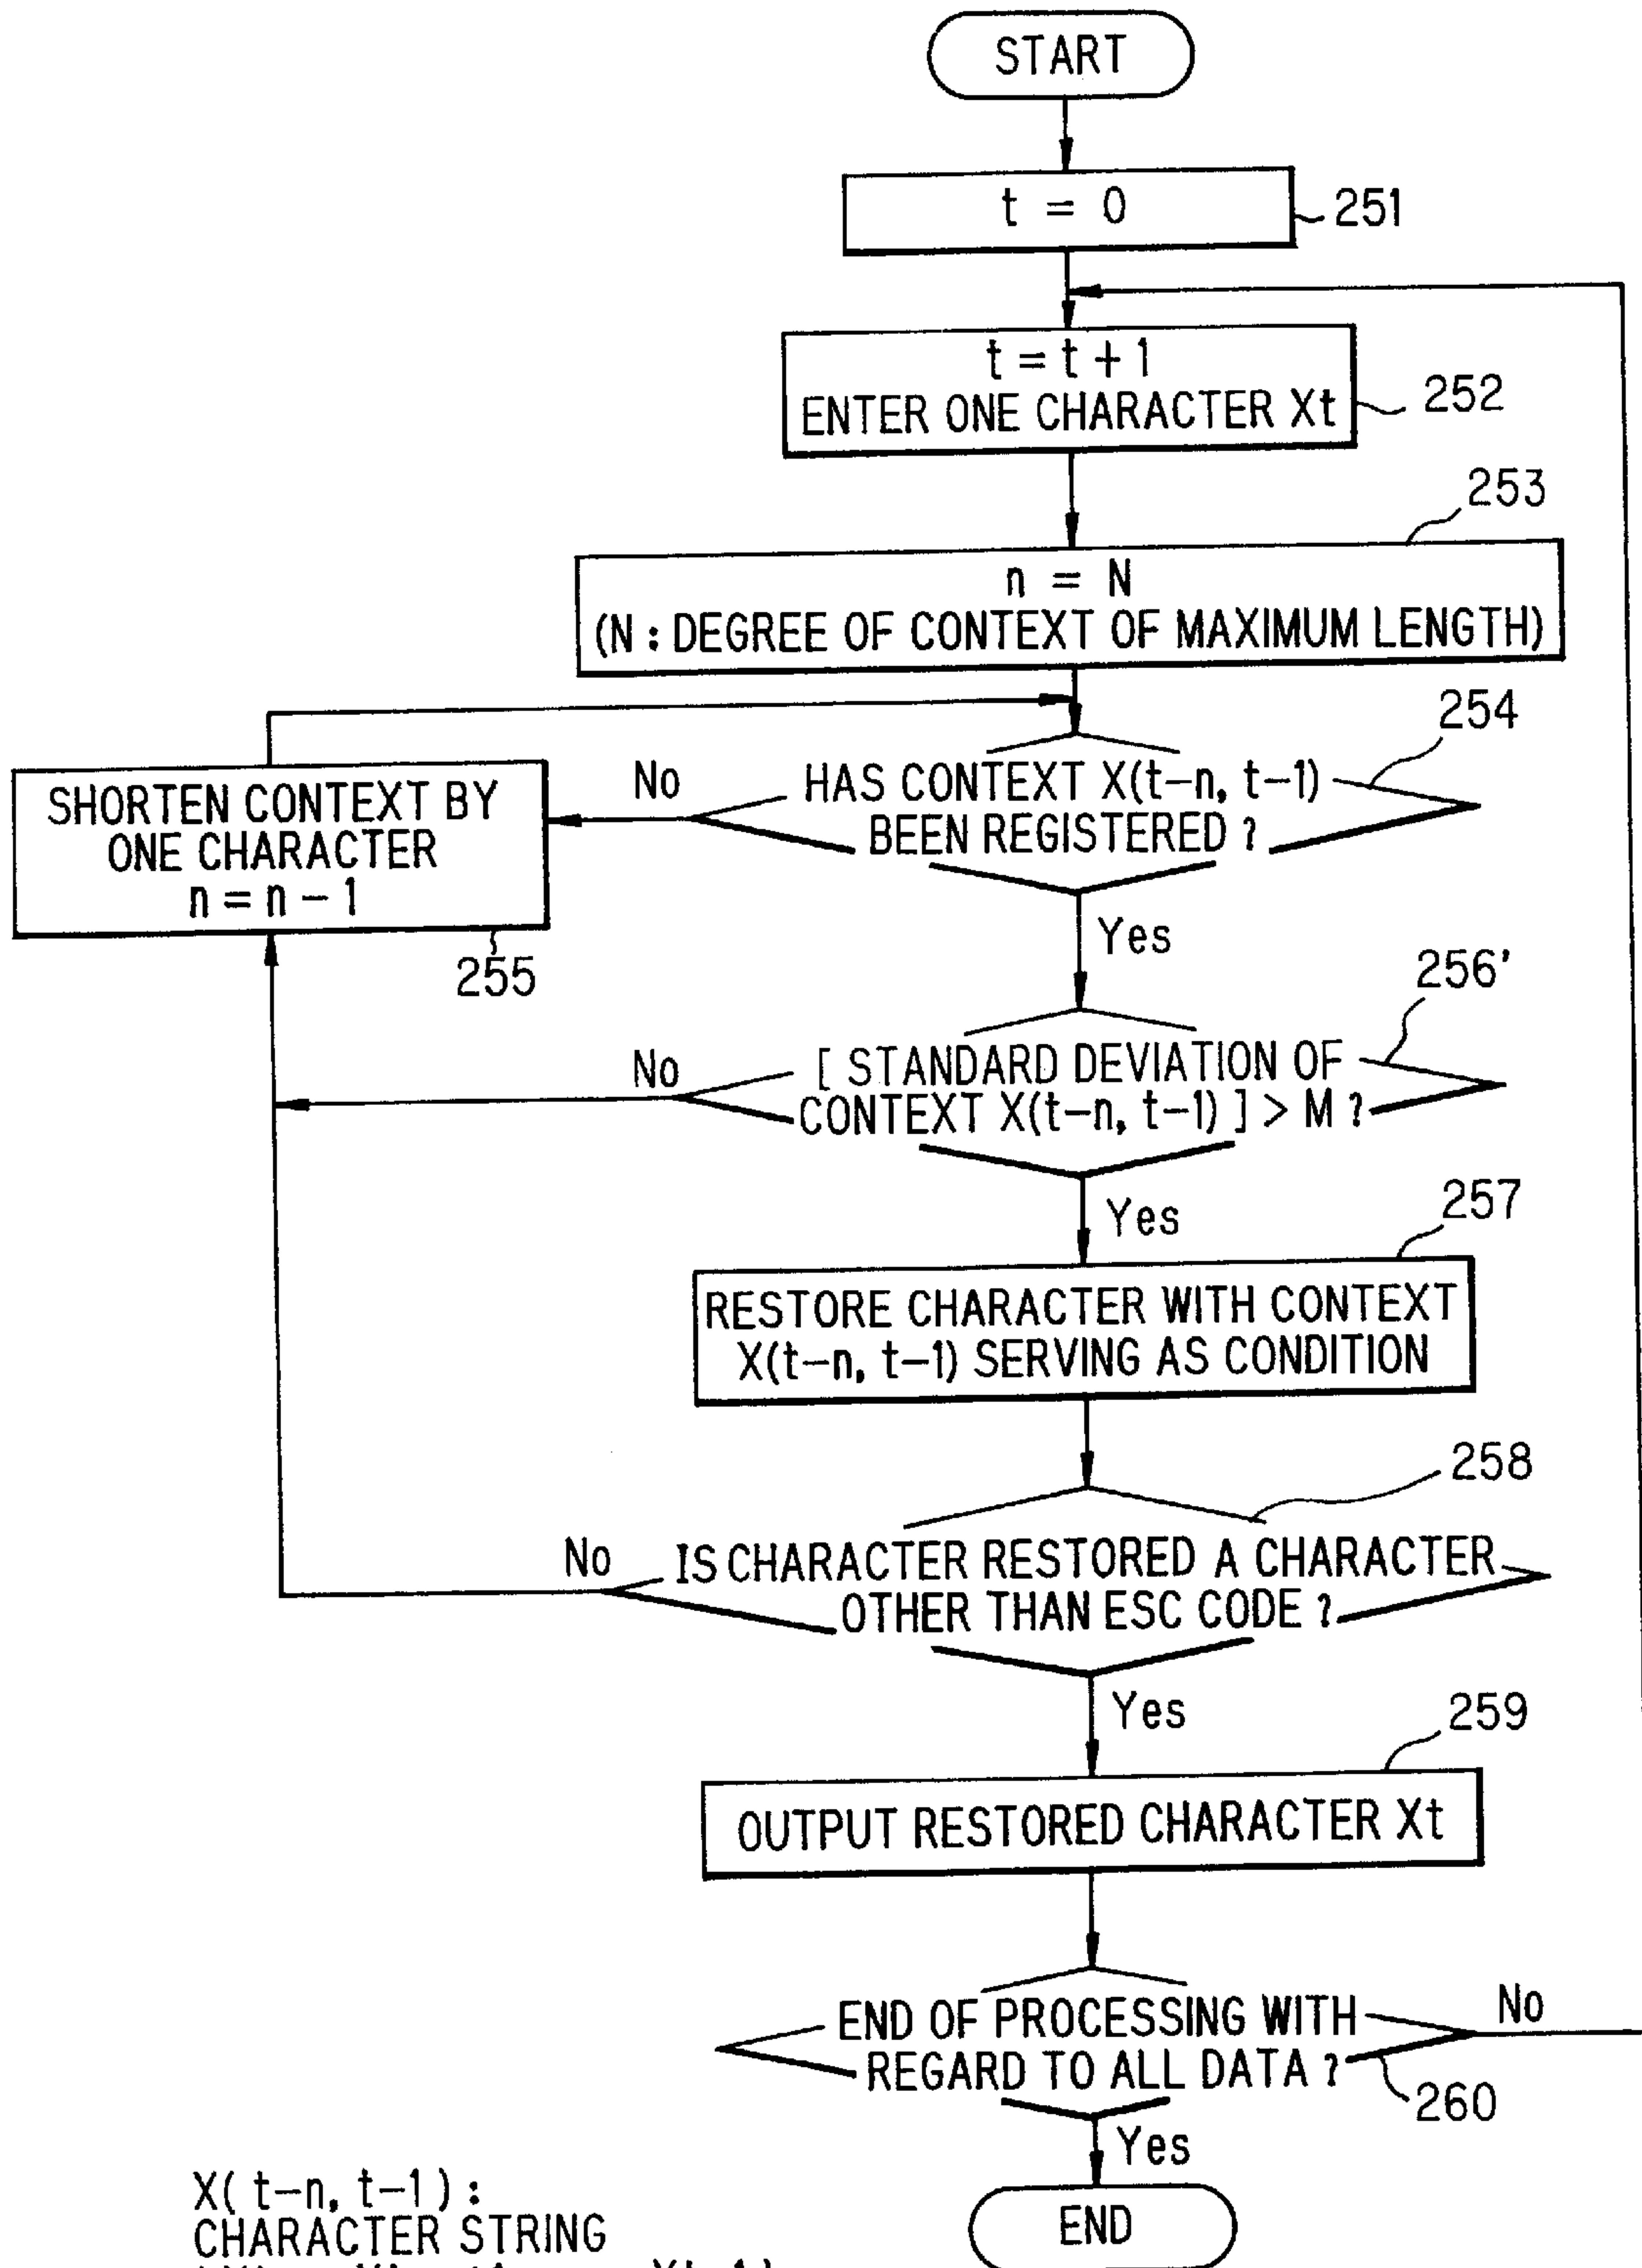 START
t = 0
251
t = t + 1
ENTER ONE CHARACTER Xt
252
253
n = N
(N : DEGREE OF CONTEXT OF MAXIMUM LENGTH)
254
HAS CONTEXT X(t-n, t-1)
BEEN REGISTERED ?
No
SHORTEN CONTEXT BY
ONE CHARACTER
n = n - 1
255
Yes
256'
[ STANDARD DEVIATION OF
CONTEXT X(t-n, t-1) ] > M ?
No
Yes
257
RESTORE CHARACTER WITH CONTEXT
X(t-n, t-1) SERVING AS CONDITION
258
No
IS CHARACTER RESTORED A CHARACTER
OTHER THAN ESC CODE ?
Yes
259
OUTPUT RESTORED CHARACTER Xt
END OF PROCESSING WITH
REGARD TO ALL DATA ?
No
260
Yes
END
X( t-n, t-1) :
CHARACTER STRING